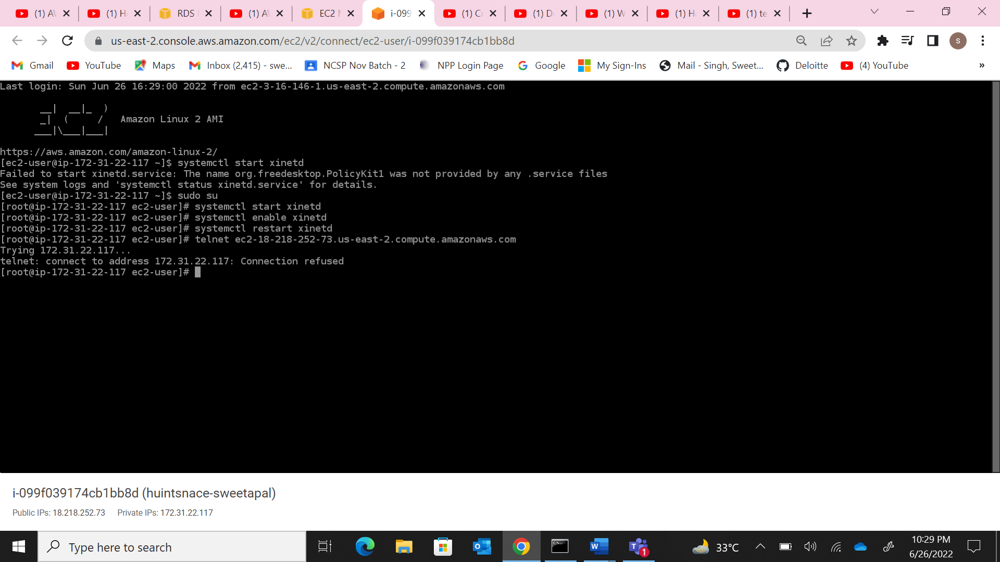 (1) A
(1) H
RDS
(1) A
EC2
i-099
(1) C
(1) D
(1) W
(1) H
(1) te
us-east-2.console.aws.amazon.com/ec2/v2/connect/ec2-user/i-099f039174cb1bb8d
s
Gmail YouTube Maps Inbox (2,415) - swe... NCSP Nov Batch - 2 NPP Login Page Google My Sign-Ins Mail - Singh, Sweet... Deloitte (4) YouTube »
Last login: Sun Jun 26 16:29:00 2022 from ec2-3-16-146-1.us-east-2.compute.amazonaws.com
__|  __|_  )
_|  (     /   Amazon Linux 2 AMI
___|\___|___|
https://aws.amazon.com/amazon-linux-2/
[ec2-user@ip-172-31-22-117 ~]$ systemctl start xinetd
Failed to start xinetd.service: The name org.freedesktop.PolicyKit1 was not provided by any .service files
See system logs and 'systemctl status xinetd.service' for details.
[ec2-user@ip-172-31-22-117 ~]$ sudo su
[root@ip-172-31-22-117 ec2-user]# systemctl start xinetd
[root@ip-172-31-22-117 ec2-user]# systemctl enable xinetd
[root@ip-172-31-22-117 ec2-user]# systemctl restart xinetd
[root@ip-172-31-22-117 ec2-user]# telnet ec2-18-218-252-73.us-east-2.compute.amazonaws.com
Trying 172.31.22.117...
telnet: connect to address 172.31.22.117: Connection refused
[root@ip-172-31-22-117 ec2-user]#
i-099f039174cb1bb8d (huintsnace-sweetapal)
Public IPs: 18.218.252.73 Private IPs: 172.31.22.117
Type here to search
1
33°C
10:29 PM
6/26/2022